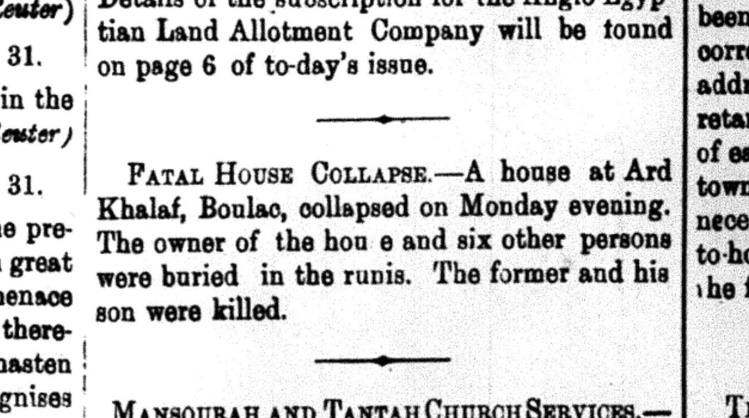 euter)
31.
in the
euter)
31.
e pre-
great
menace
there-
hasten
gnises
Details of the subscription for the Anglo-Egyp
tian Land Allotment Company will be found
on page 6 of to-day's issue.
FATAL HOUSE COLLAPSE.—A house at Ard
Khalaf, Boulac, collapsed on Monday evening.
The owner of the hou e and six other persons
were buried in the runis. The former and his
son were killed.
MANSOURAH AND TANTAH CHURCH SERVICES.—
been
corre
addr
retar
of es
town
nece
to-ho
he f